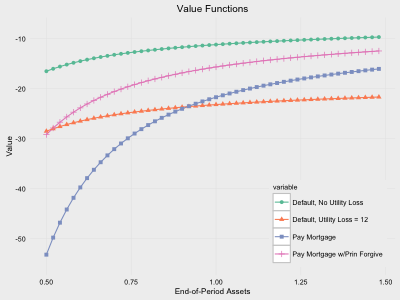 Value Functions
-10
-20
-30
-40
-50
Value
0.50
0.75
1.00
1.25
1.50
End-of-Period Assets
variable
Default, No Utility Loss
Default, Utility Loss = 12
Pay Mortgage
Pay Mortgage w/Prin Forgive